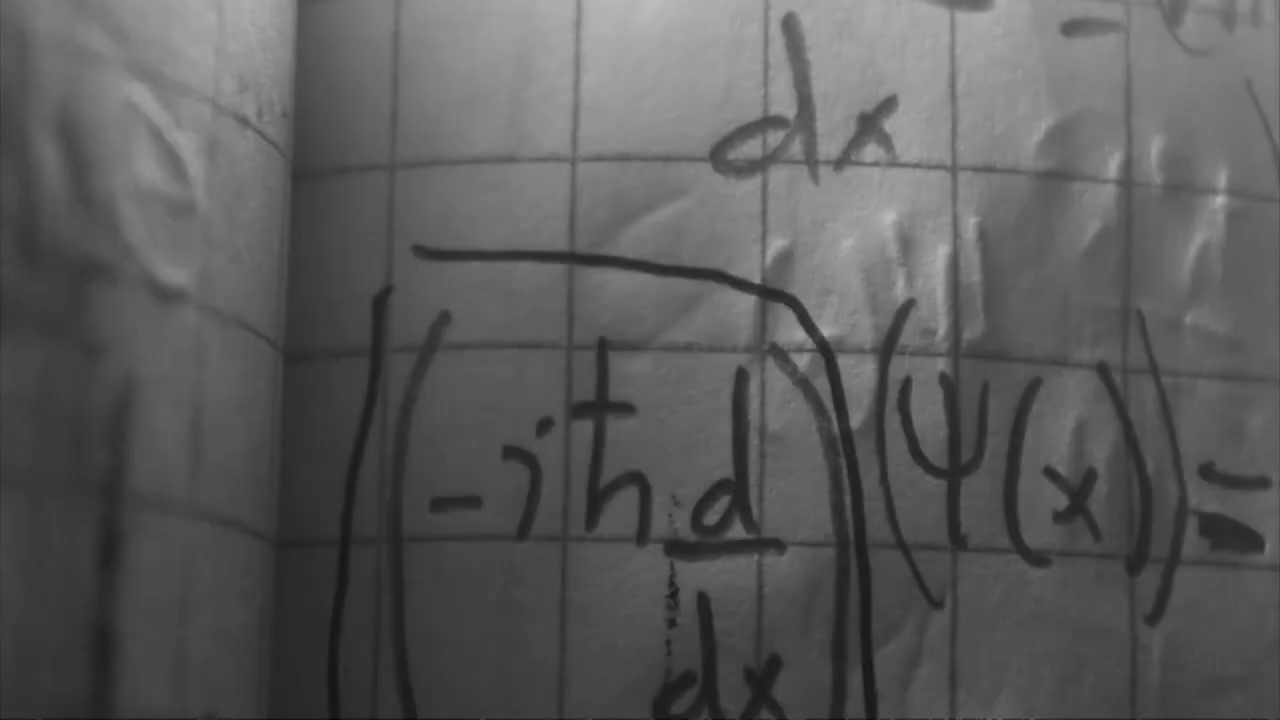 dx
((-iħ d)(ψ(x)) =
dx